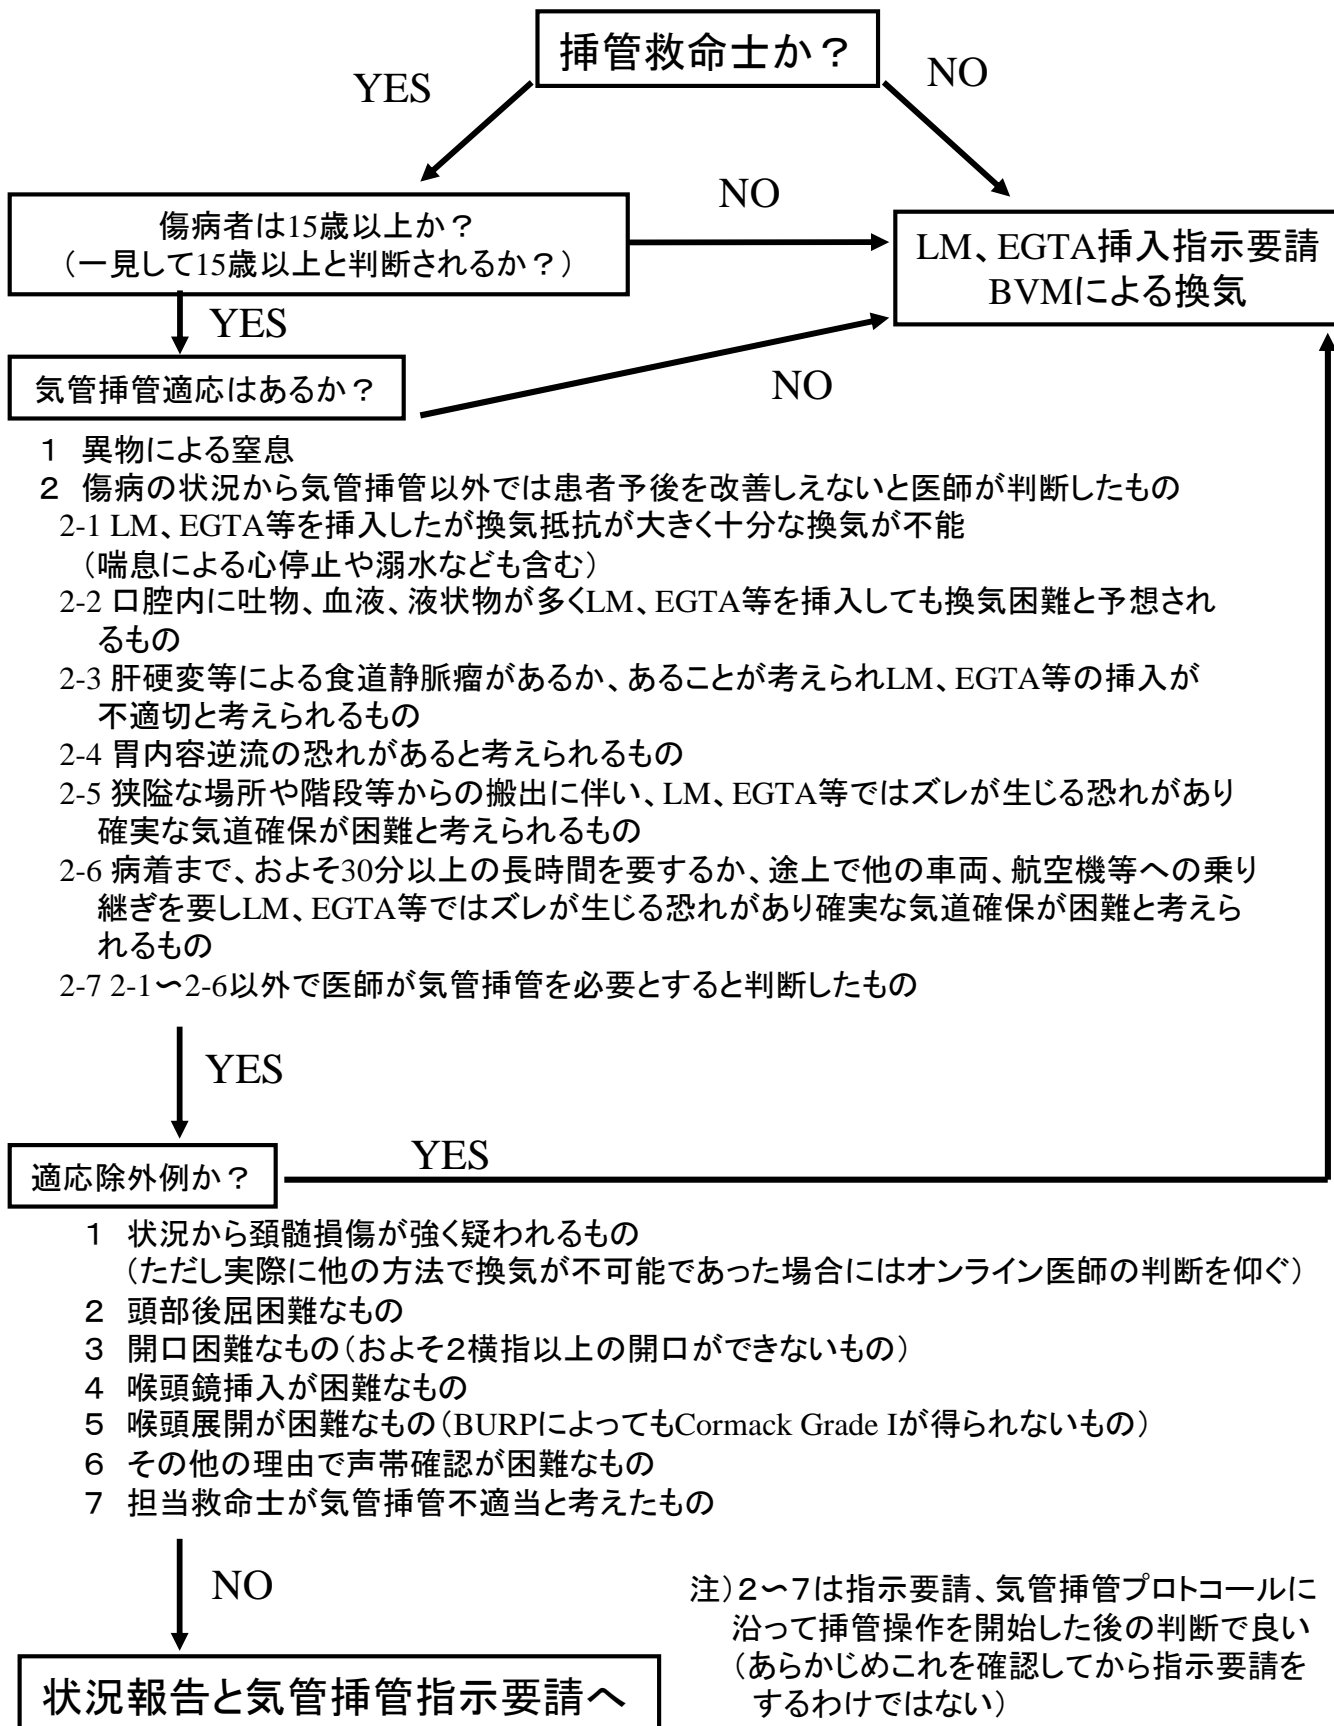 挿管救命士か？
YES
NO
傷病者は15歳以上か？
（一見して15歳以上と判断されるか？）
NO
LM、EGTA挿入指示要請
BVMによる換気
YES
気管挿管適応はあるか？
NO
１ 異物による窒息
２ 傷病の状況から気管挿管以外では患者予後を改善しえないと医師が判断したもの
2-1 LM、EGTA等を挿入したが換気抵抗が大きく十分な換気が不能
（喘息による心停止や溺水なども含む）
2-2 口腔内に吐物、血液、液状物が多くLM、EGTA等を挿入しても換気困難と予想され
るもの
2-3 肝硬変等による食道静脈瘤があるか、あることが考えられLM、EGTA等の挿入が
不適切と考えられるもの
2-4 胃内容逆流の恐れがあると考えられるもの
2-5 狭隘な場所や階段等からの搬出に伴い、LM、EGTA等ではズレが生じる恐れがあり
確実な気道確保が困難と考えられるもの
2-6 病着まで、およそ30分以上の長時間を要するか、途上で他の車両、航空機等への乗り
継ぎを要しLM、EGTA等ではズレが生じる恐れがあり確実な気道確保が困難と考えら
れるもの
2-7 2-1～2-6以外で医師が気管挿管を必要とすると判断したもの
YES
適応除外例か？
YES
１ 状況から頚髄損傷が強く疑われるもの
（ただし実際に他の方法で換気が不可能であった場合にはオンライン医師の判断を仰ぐ）
２ 頭部後屈困難なもの
３ 開口困難なもの（およそ２横指以上の開口ができないもの）
４ 喉頭鏡挿入が困難なもの
５ 喉頭展開が困難なもの（BURPによってもCormack Grade Iが得られないもの）
６ その他の理由で声帯確認が困難なもの
７ 担当救命士が気管挿管不適当と考えたもの
NO
状況報告と気管挿管指示要請へ
注）２～７は指示要請、気管挿管プロトコールに
沿って挿管操作を開始した後の判断で良い
（あらかじめこれを確認してから指示要請を
するわけではない）